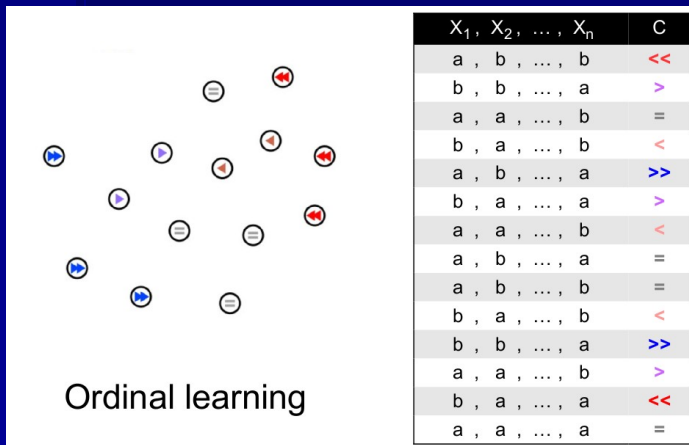 X1 , X2 , ... , Xn C
a , b , ... , b <<
b , b , ... , a >
a , a , ... , b =
b , a , ... , b <
a , b , ... , a >>
b , a , ... , a >
a , a , ... , b <
a , b , ... , a =
a , b , ... , a =
b , a , ... , b <
b , b , ... , a >>
a , a , ... , b >
b , a , ... , a <<
a , a , ... , a =
Ordinal learning